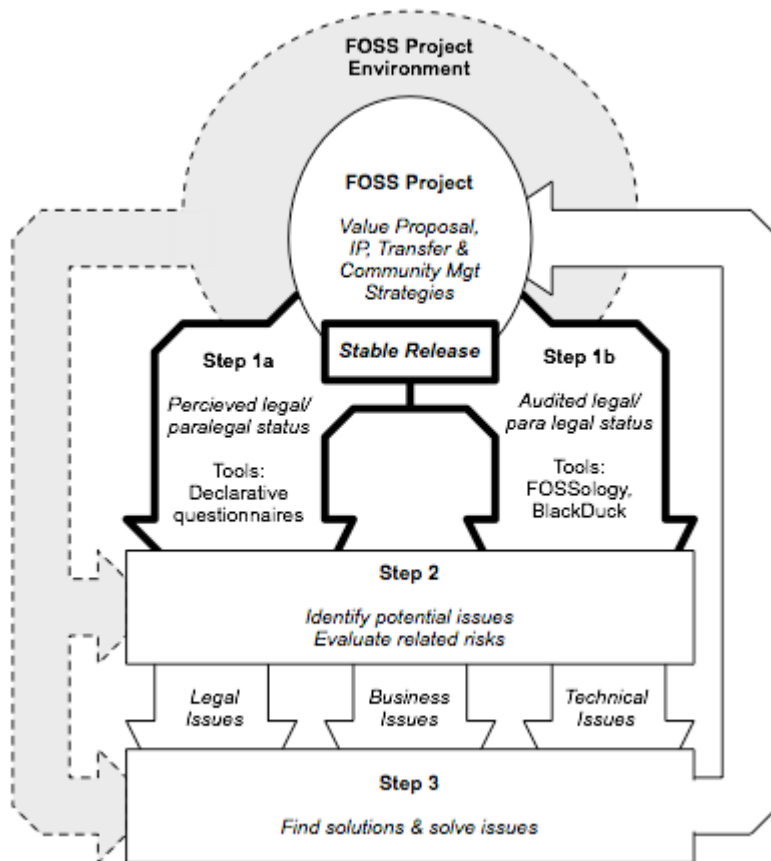 FOSS Project
Environment
FOSS Project
Value Proposal,
IP, Transfer &
Community Mgt
Strategies
Stable Release
Step 1a
Percieved legal/
paralegal status
Tools:
Declarative
questionnaires
Step 1b
Audited legal/
para legal status
Tools:
FOSSology,
BlackDuck
Step 2
Identify potential issues
Evaluate related risks
Legal
Issues
Business
Issues
Technical
Issues
Step 3
Find solutions & solve issues